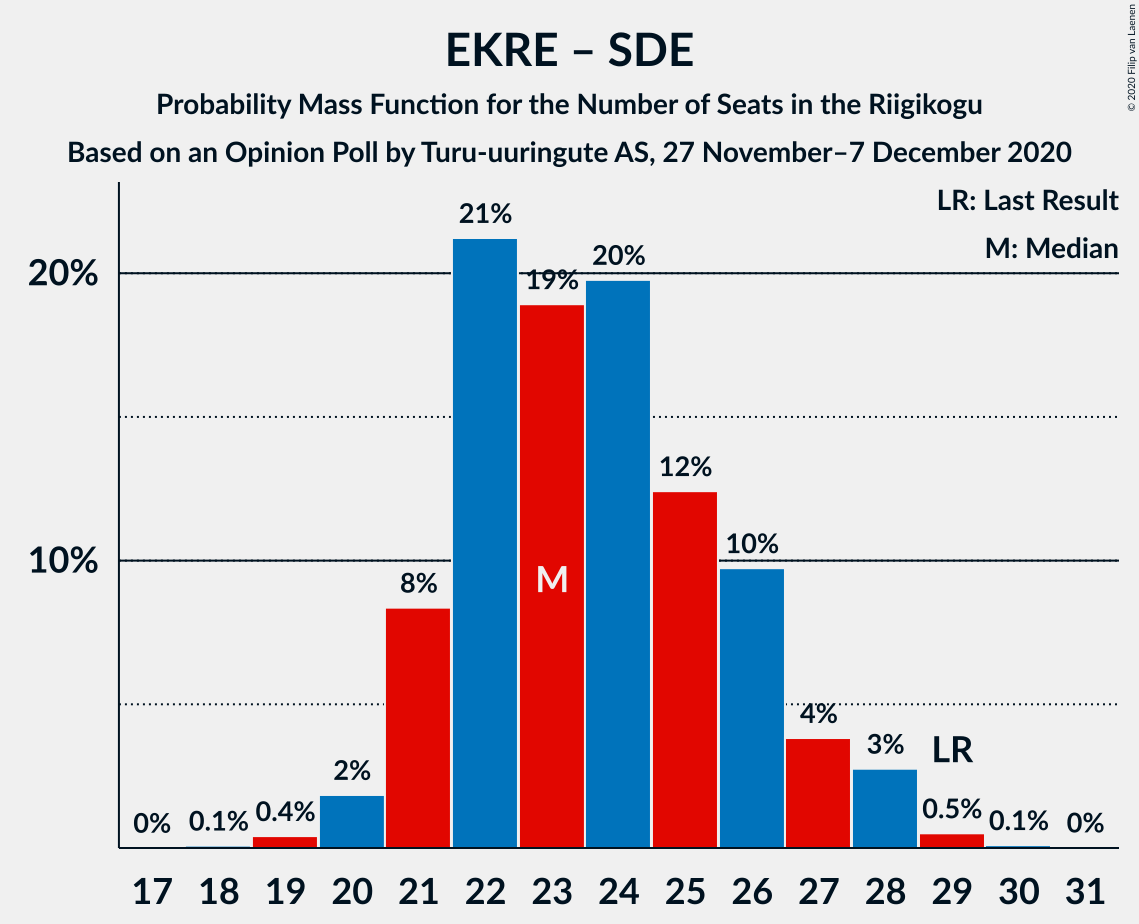 EKRE – SDE
Probability Mass Function for the Number of Seats in the Riigikogu
Based on an Opinion Poll by Turu-uuringute AS, 27 November–7 December 2020
© 2020 Filip van Laenen
LR: Last Result
M: Median
20%
10%
0%
0.1%
0.4%
2%
8%
21%
19%
20%
12%
10%
4%
3%
0.5%
0.1%
0%
M
LR
17 18 19 20 21 22 23 24 25 26 27 28 29 30 31